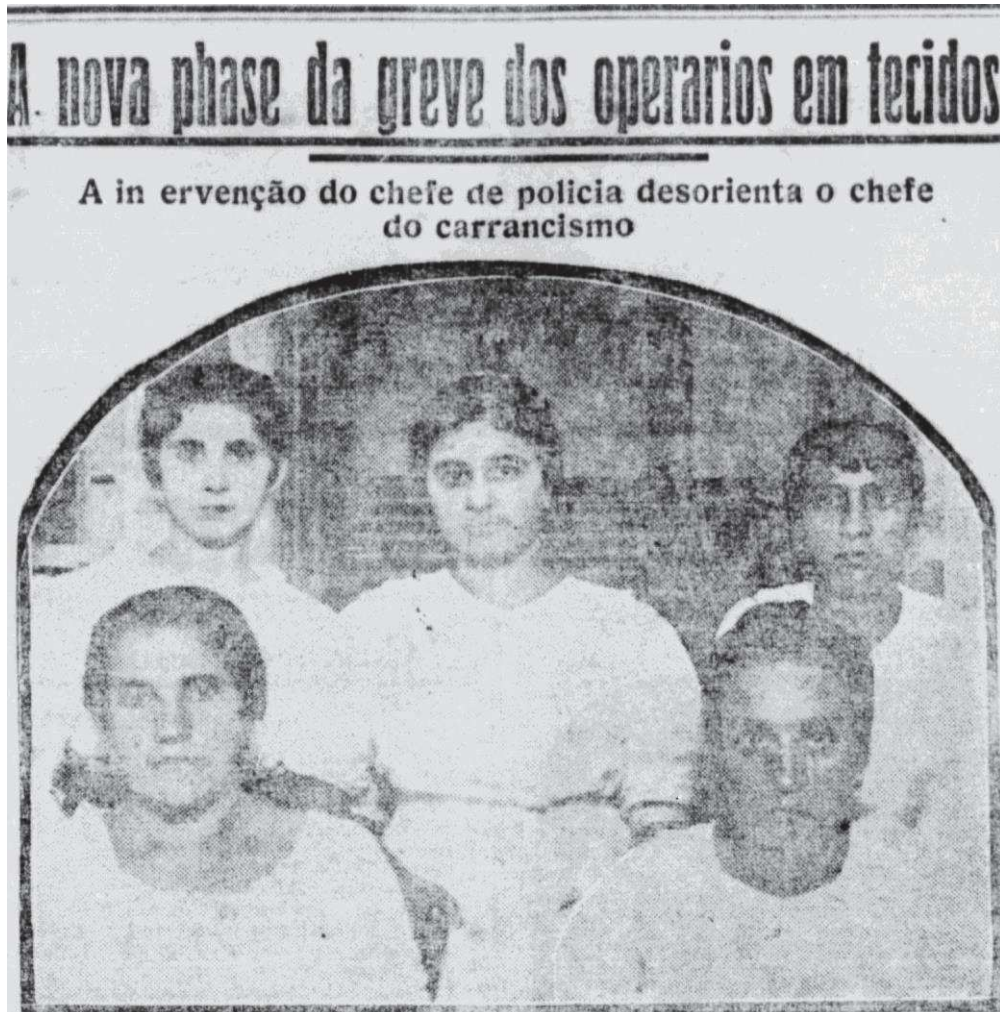 A nova phase da greve dos operarios em tecidos
A in ervenção do chefe de policia desorienta o chefe
do carrancismo